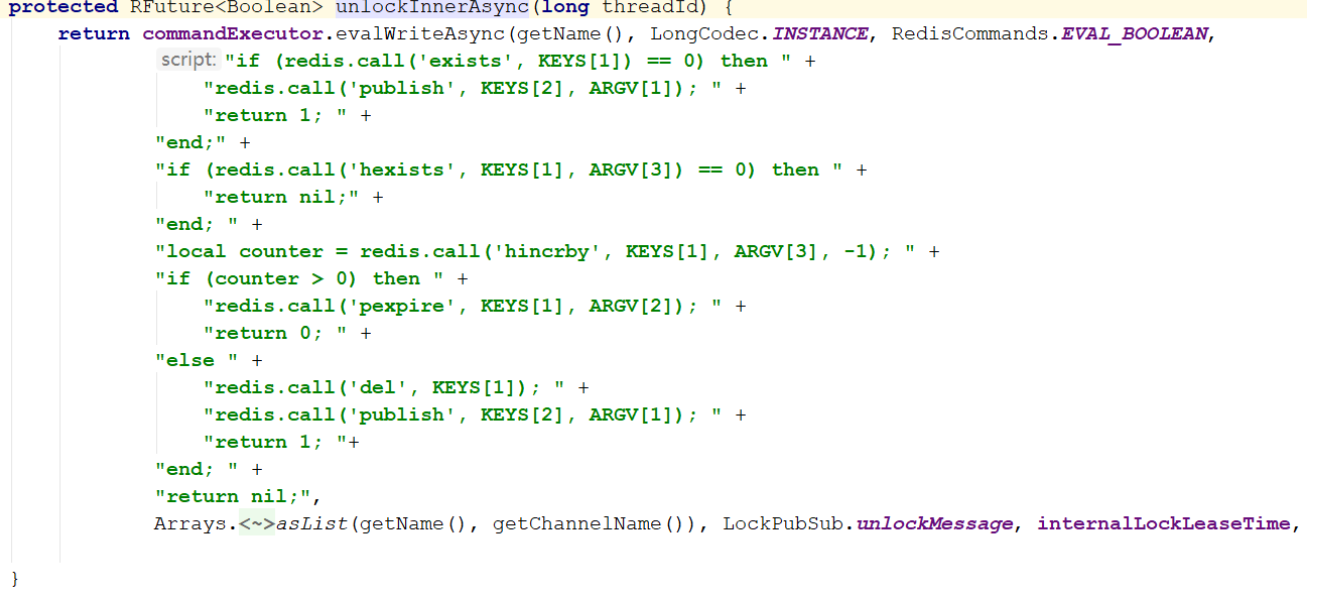 protected RFuture<Boolean> unlockInnerAsync(long threadId) {
    return commandExecutor.evalWriteAsync(getName(), LongCodec.INSTANCE, RedisCommands.EVAL_BOOLEAN,
            script: "if (redis.call('exists', KEYS[1]) == 0) then " +
                "redis.call('publish', KEYS[2], ARGV[1]); " +
                "return 1; " +
            "end;" +
            "if (redis.call('hexists', KEYS[1], ARGV[3]) == 0) then " +
                "return nil;" +
            "end; " +
            "local counter = redis.call('hincrby', KEYS[1], ARGV[3], -1); " +
            "if (counter > 0) then " +
                "redis.call('pexpire', KEYS[1], ARGV[2]); " +
                "return 0; " +
            "else " +
                "redis.call('del', KEYS[1]); " +
                "redis.call('publish', KEYS[2], ARGV[1]); " +
                "return 1; "+
            "end; " +
            "return nil;",
            Arrays.<~>asList(getName(), getChannelName()), LockPubSub.unlockMessage, internalLockLeaseTime,
}